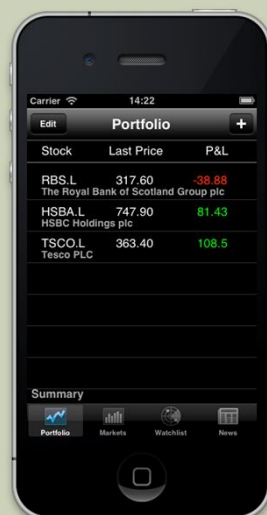 Carrier 14:22
Edit Portfolio +
Stock Last Price P&L
RBS.L 317.60 -38.88
The Royal Bank of Scotland Group plc
HSBA.L 747.90 81.43
HSBC Holdings plc
TSCO.L 363.40 108.5
Tesco PLC
Summary
Portfolio Markets Watchlist News